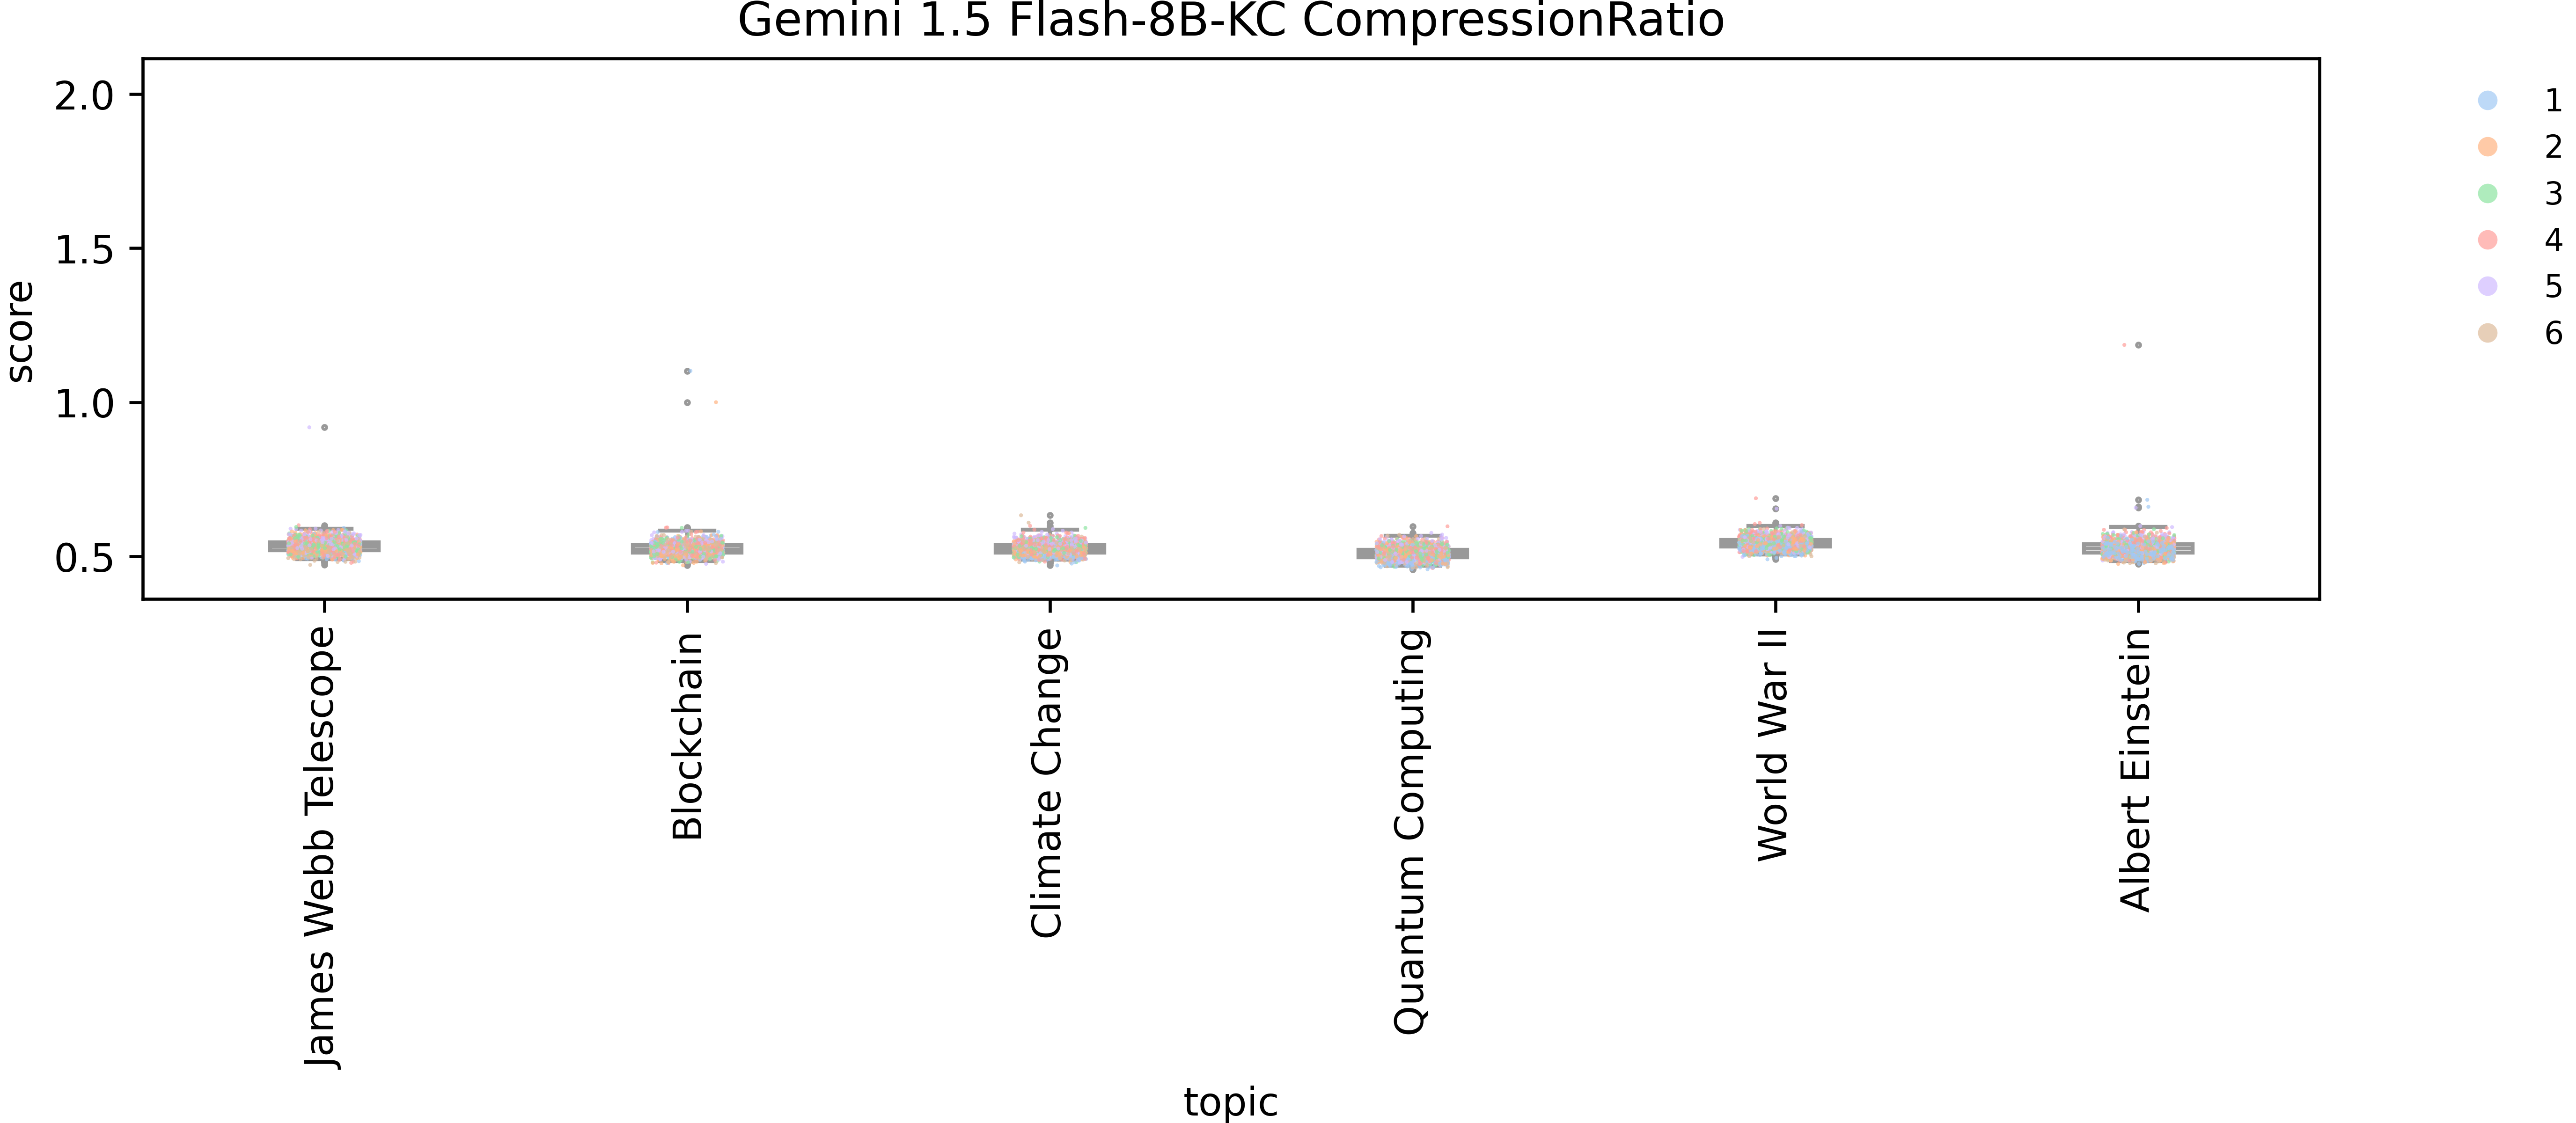 Gemini 1.5 Flash-8B-KC CompressionRatio
2.0
1.5
1.0
0.5
score
1
2
3
4
5
6
James Webb Telescope
Blockchain
Climate Change
Quantum Computing
World War II
Albert Einstein
topic